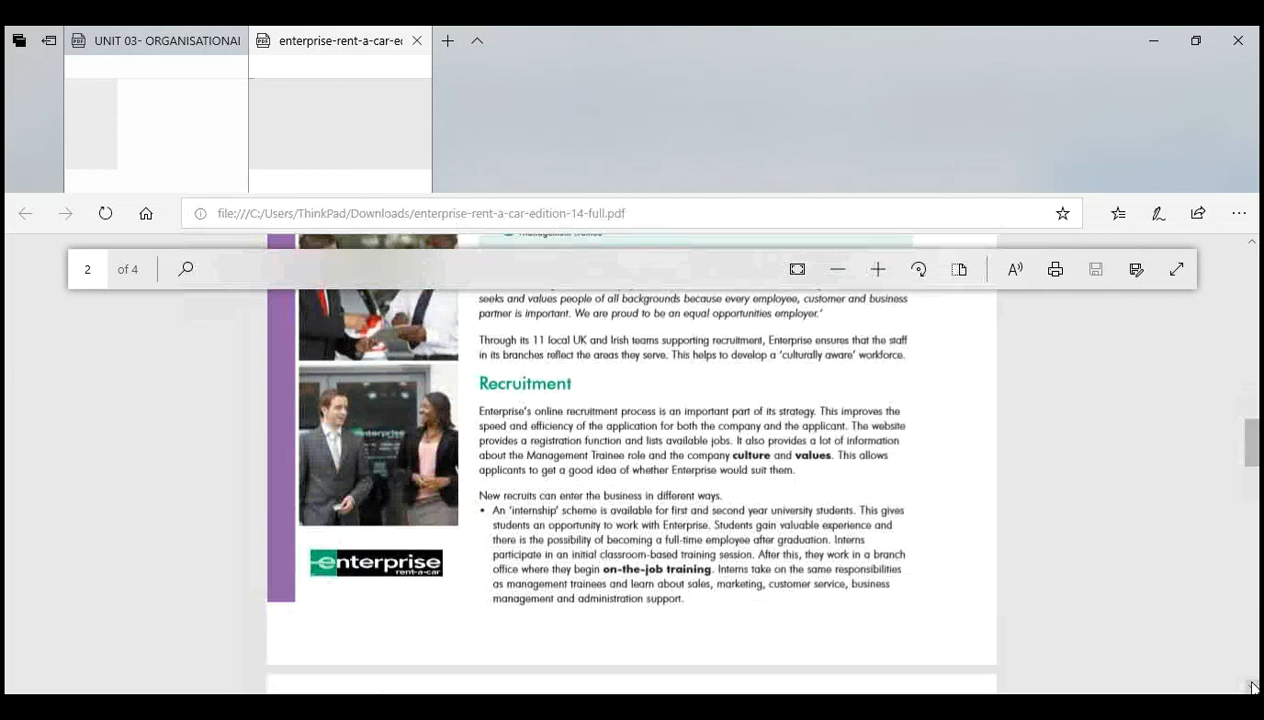 UNIT 03- ORGANISATIONAI
enterprise-rent-a-car-ec
file:///C:/Users/ThinkPad/Downloads/enterprise-rent-a-car-edition-14-full.pdf
2 of 4
seeks and values people of all backgrounds because every employee, customer and business
partner is important. We are proud to be an equal opportunities employer.'
Through its 11 local UK and Irish teams supporting recruitment, Enterprise ensures that the staff
in its branches reflect the areas they serve. This helps to develop a 'culturally aware' workforce.
Recruitment
Enterprise's online recruitment process is an important part of its strategy. This improves the
speed and efficiency of the application for both the company and the applicant. The website
provides a registration function and lists available jobs. It also provides a lot of information
about the Management Trainee role and the company culture and values. This allows
applicants to get a good idea of whether Enterprise would suit them.
New recruits can enter the business in different ways.
• An 'internship' scheme is available for first and second year university students. This gives
students an opportunity to work with Enterprise. Students gain valuable experience and
there is the possibility of becoming a full-time employee after graduation. Interns
participate in an initial classroom-based training session. After this, they work in a branch
office where they begin on-the-job training. Interns take on the same responsibilities
as management trainees and learn about sales, marketing, customer service, business
management and administration support.
enterprise
enterprise
rent-a-car